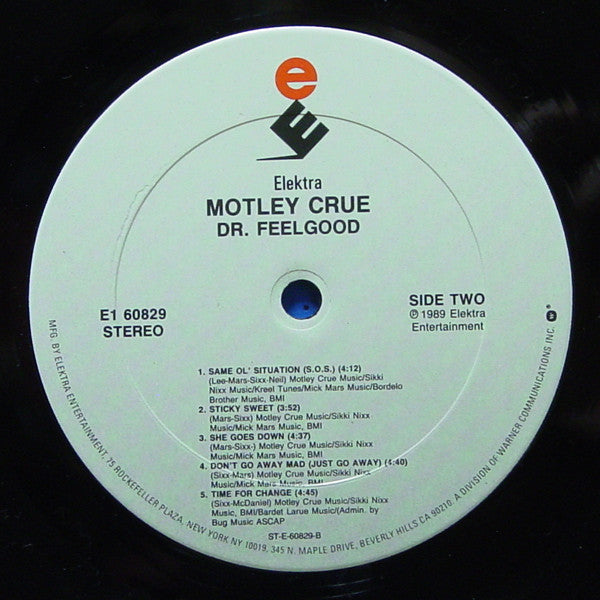 e
E
Elektra
MOTLEY CRUE
DR. FEELGOOD
E1 60829
STEREO
SIDE TWO
℗ 1989 Elektra
Entertainment
1. SAME OL' SITUATION (S.O.S.) (4:12)
(Lee-Mars-Sixx-Neil) Motley Crue Music/Sikki
Nixx Music/Kreel Tunes/Mick Mars Music/Bordelo
Brother Music, BMI
2. STICKY SWEET (3:52)
(Mars-Sixx) Motley Crue Music/Sikki Nixx
Music/Mick Mars Music, BMI
3. SHE GOES DOWN (4:37)
(Mars-Sixx-) Motley Crue Music/Sikki Nixx
Music/Mick Mars Music, BMI
4. DON'T GO AWAY MAD (JUST GO AWAY) (4:40)
(Sixx-Mars) Motley Crue Music/Sikki Nixx
Music/Mick Mars Music, BMI
5. TIME FOR CHANGE (4:45)
(Sixx-McDaniel) Motley Crue Music/Sikki Nixx
Music, BMI/Bardet Larue Music/(Admin. by
Bug Music ASCAP
ST-E-60829-B
MFG. BY ELEKTRA ENTERTAINMENT, 75 ROCKEFELLER PLAZA, NEW YORK NY 10019, 345 N. MAPLE DRIVE, BEVERLY HILLS CA 90210. A DIVISION OF WARNER COMMUNICATIONS INC.